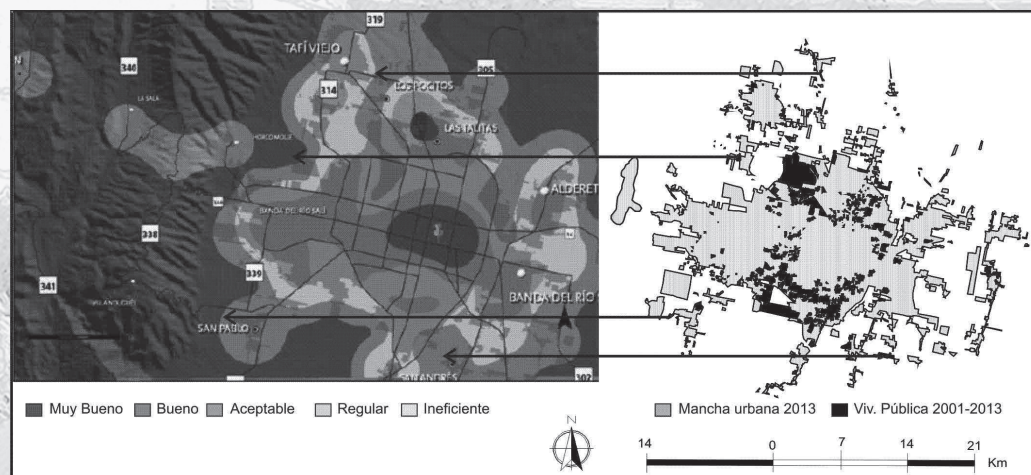 319
TAFÍ VIEJO
340
305
LOS POCITOS
314
LA SALA
LAS TALITAS
HORCO MOLLE
ALDERET
BANDA DEL RÍO SALÍ
338
339
341
BANDA DEL RÍO S
SAN PABLO
SAN ANDRÉS
302
Muy Bueno Bueno Aceptable Regular Ineficiente
Mancha urbana 2013 Viv. Pública 2001-2013
N
14 0 7 14 21 Km